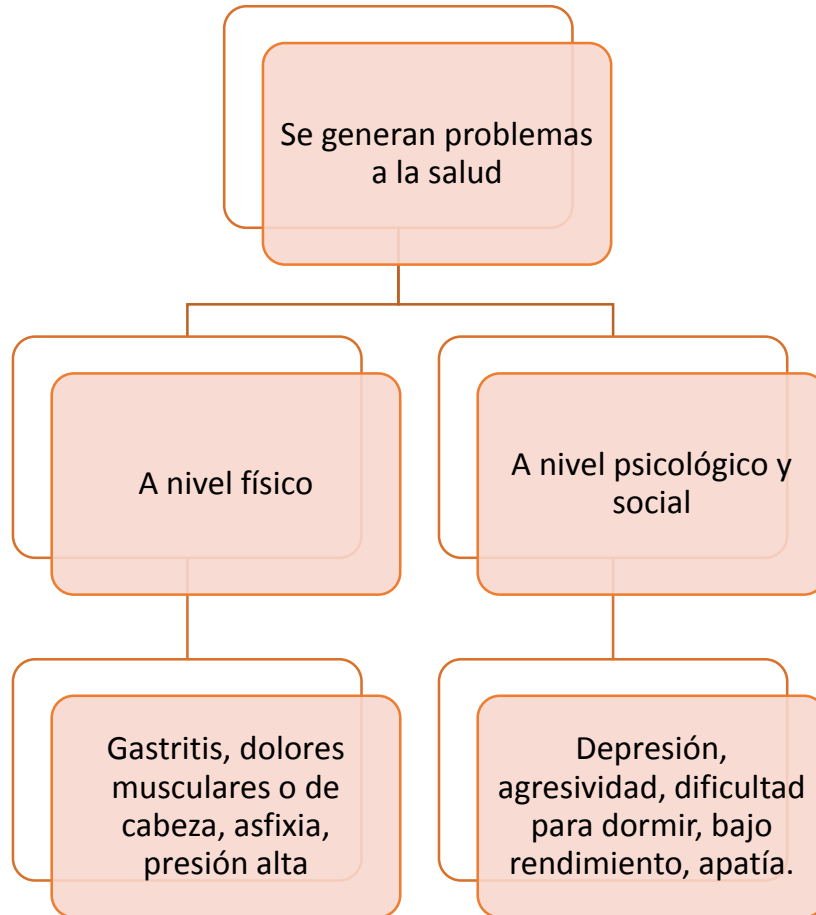 Se generan problemas
a la salud
A nivel físico
A nivel psicológico y
social
Gastritis, dolores
musculares o de
cabeza, asfixia,
presión alta
Depresión,
agresividad, dificultad
para dormir, bajo
rendimiento, apatía.